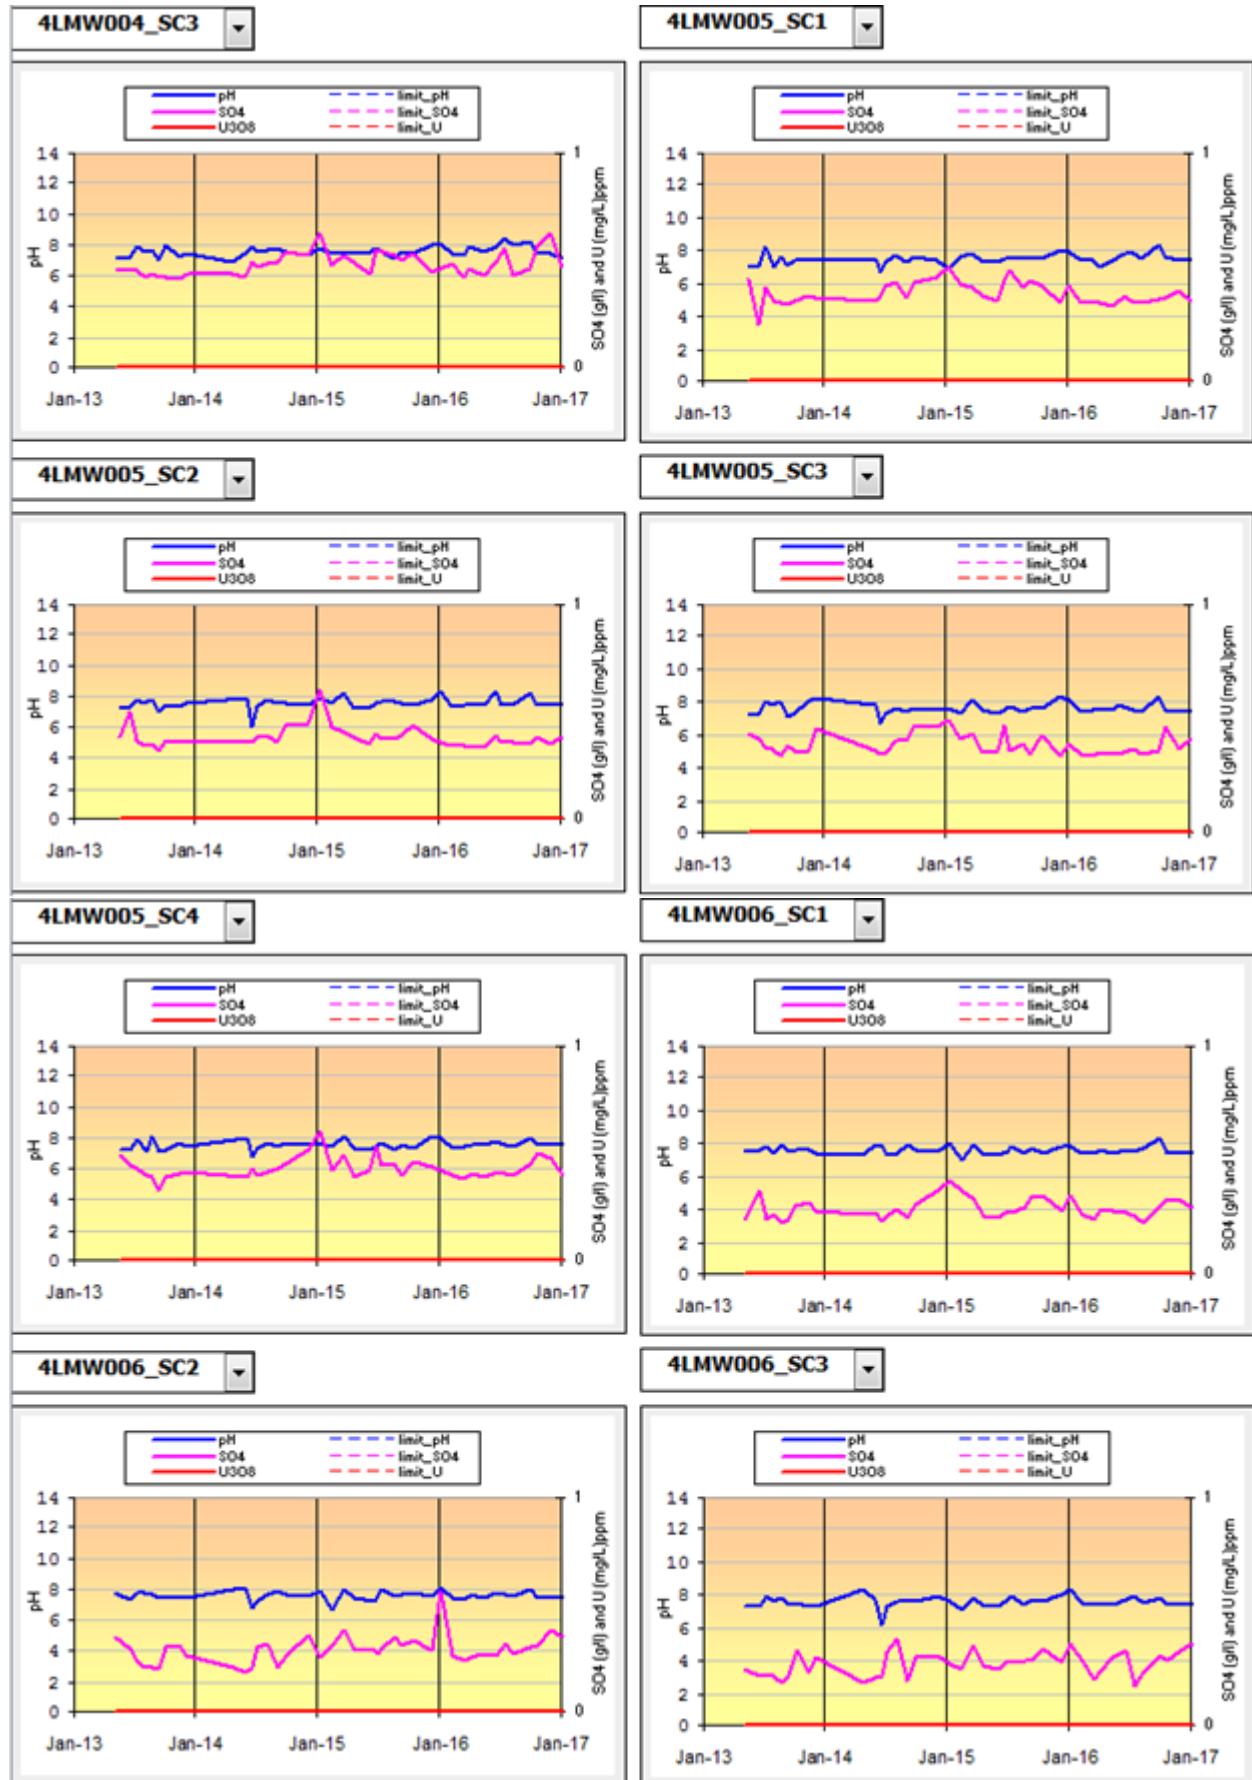 4LMW004_SC3
pH limit_pH
SO4 limit_SO4
U3O8 limit_U
14 1
12
10
8
6
4
2
0 0
pH
SO4 (g/l) and U (mg/L)ppm
Jan-13 Jan-14 Jan-15 Jan-16 Jan-17
4LMW005_SC1
pH limit_pH
SO4 limit_SO4
U3O8 limit_U
14 1
12
10
8
6
4
2
0 0
pH
SO4 (g/l) and U (mg/L)ppm
Jan-13 Jan-14 Jan-15 Jan-16 Jan-17
4LMW005_SC2
pH limit_pH
SO4 limit_SO4
U3O8 limit_U
14 1
12
10
8
6
4
2
0 0
pH
SO4 (g/l) and U (mg/L)ppm
Jan-13 Jan-14 Jan-15 Jan-16 Jan-17
4LMW005_SC3
pH limit_pH
SO4 limit_SO4
U3O8 limit_U
14 1
12
10
8
6
4
2
0 0
pH
SO4 (g/l) and U (mg/L)ppm
Jan-13 Jan-14 Jan-15 Jan-16 Jan-17
4LMW005_SC4
pH limit_pH
SO4 limit_SO4
U3O8 limit_U
14 1
12
10
8
6
4
2
0 0
pH
SO4 (g/l) and U (mg/L)ppm
Jan-13 Jan-14 Jan-15 Jan-16 Jan-17
4LMW006_SC1
pH limit_pH
SO4 limit_SO4
U3O8 limit_U
14 1
12
10
8
6
4
2
0 0
pH
SO4 (g/l) and U (mg/L)ppm
Jan-13 Jan-14 Jan-15 Jan-16 Jan-17
4LMW006_SC2
pH limit_pH
SO4 limit_SO4
U3O8 limit_U
14 1
12
10
8
6
4
2
0 0
pH
SO4 (g/l) and U (mg/L)ppm
Jan-13 Jan-14 Jan-15 Jan-16 Jan-17
4LMW006_SC3
pH limit_pH
SO4 limit_SO4
U3O8 limit_U
14 1
12
10
8
6
4
2
0 0
pH
SO4 (g/l) and U (mg/L)ppm
Jan-13 Jan-14 Jan-15 Jan-16 Jan-17